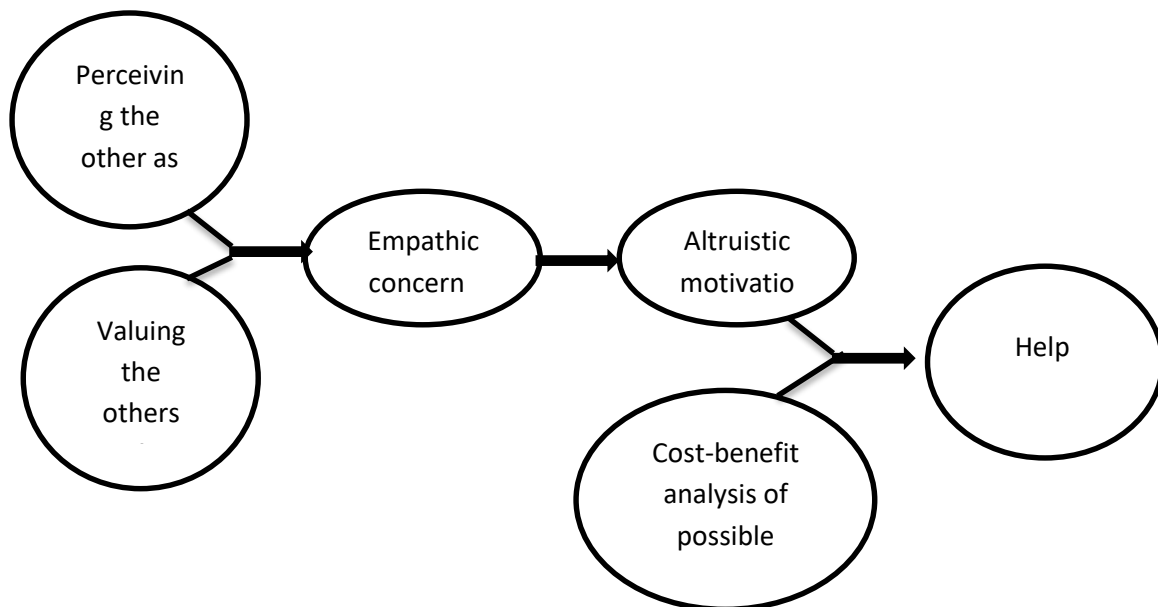 Perceivin
g the
other as
Valuing
the
others
Empathic
concern
Altruistic
motivatio
Cost-benefit
analysis of
possible
Help